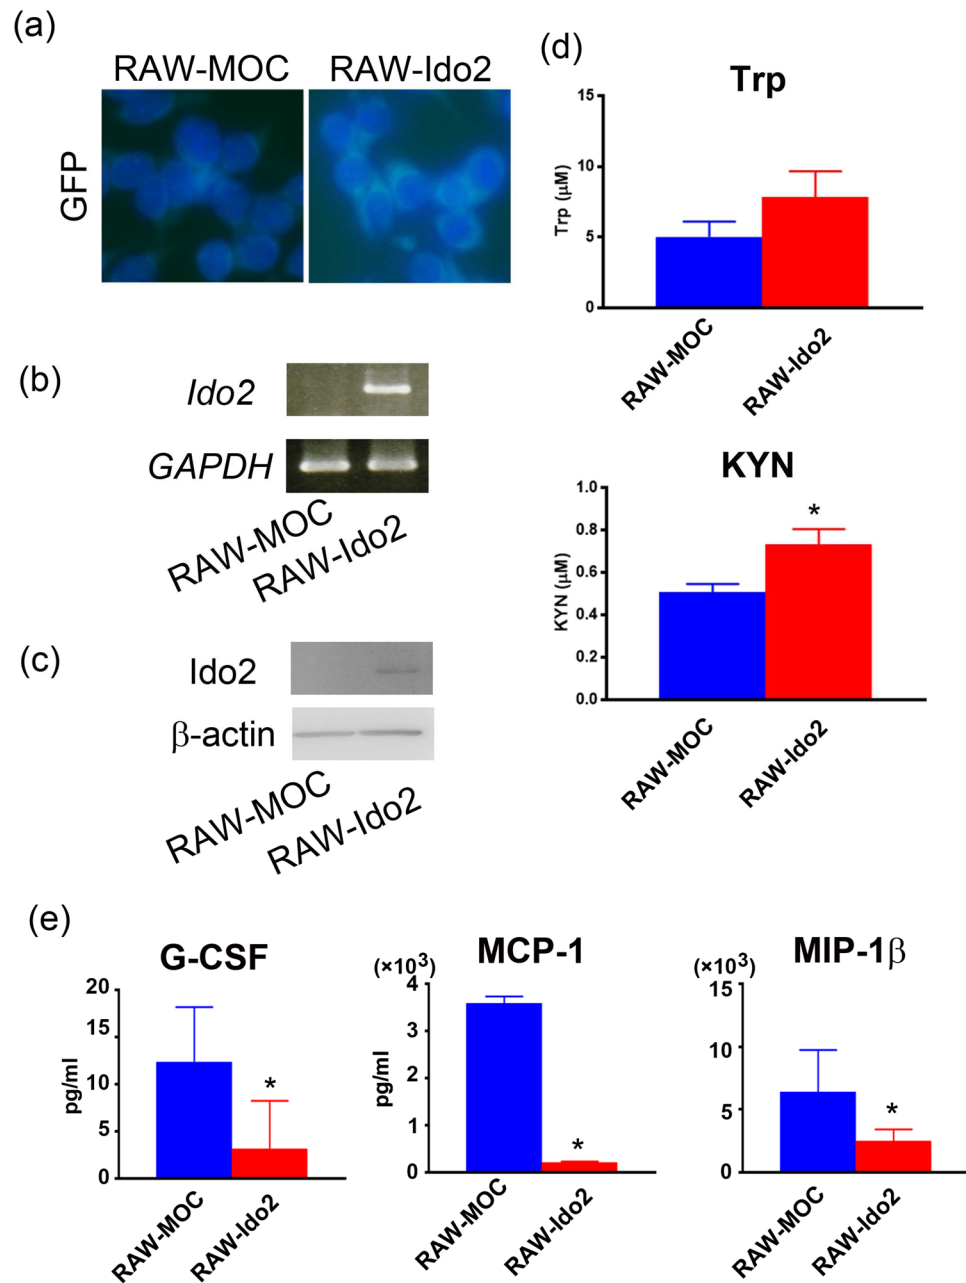 (a)
RAW-MOC RAW-Ido2
GFP
(b)
Ido2
GAPDH
RAW-MOC
RAW-Ido2
(c)
Ido2
β-actin
RAW-MOC
RAW-Ido2
(d)
Trp
15
10
5
0
Trp (μM)
RAW-MOC
RAW-Ido2
KYN
1.0
0.8
0.6
0.4
0.2
0.0
KYN (μM)
*
RAW-MOC
RAW-Ido2
(e)
G-CSF
20
15
10
5
0
pg/ml
*
RAW-MOC
RAW-Ido2
MCP-1
(×10³)
4
3
2
1
0
pg/ml
*
RAW-MOC
RAW-Ido2
MIP-1β
(×10³)
15
10
5
0
*
RAW-MOC
RAW-Ido2